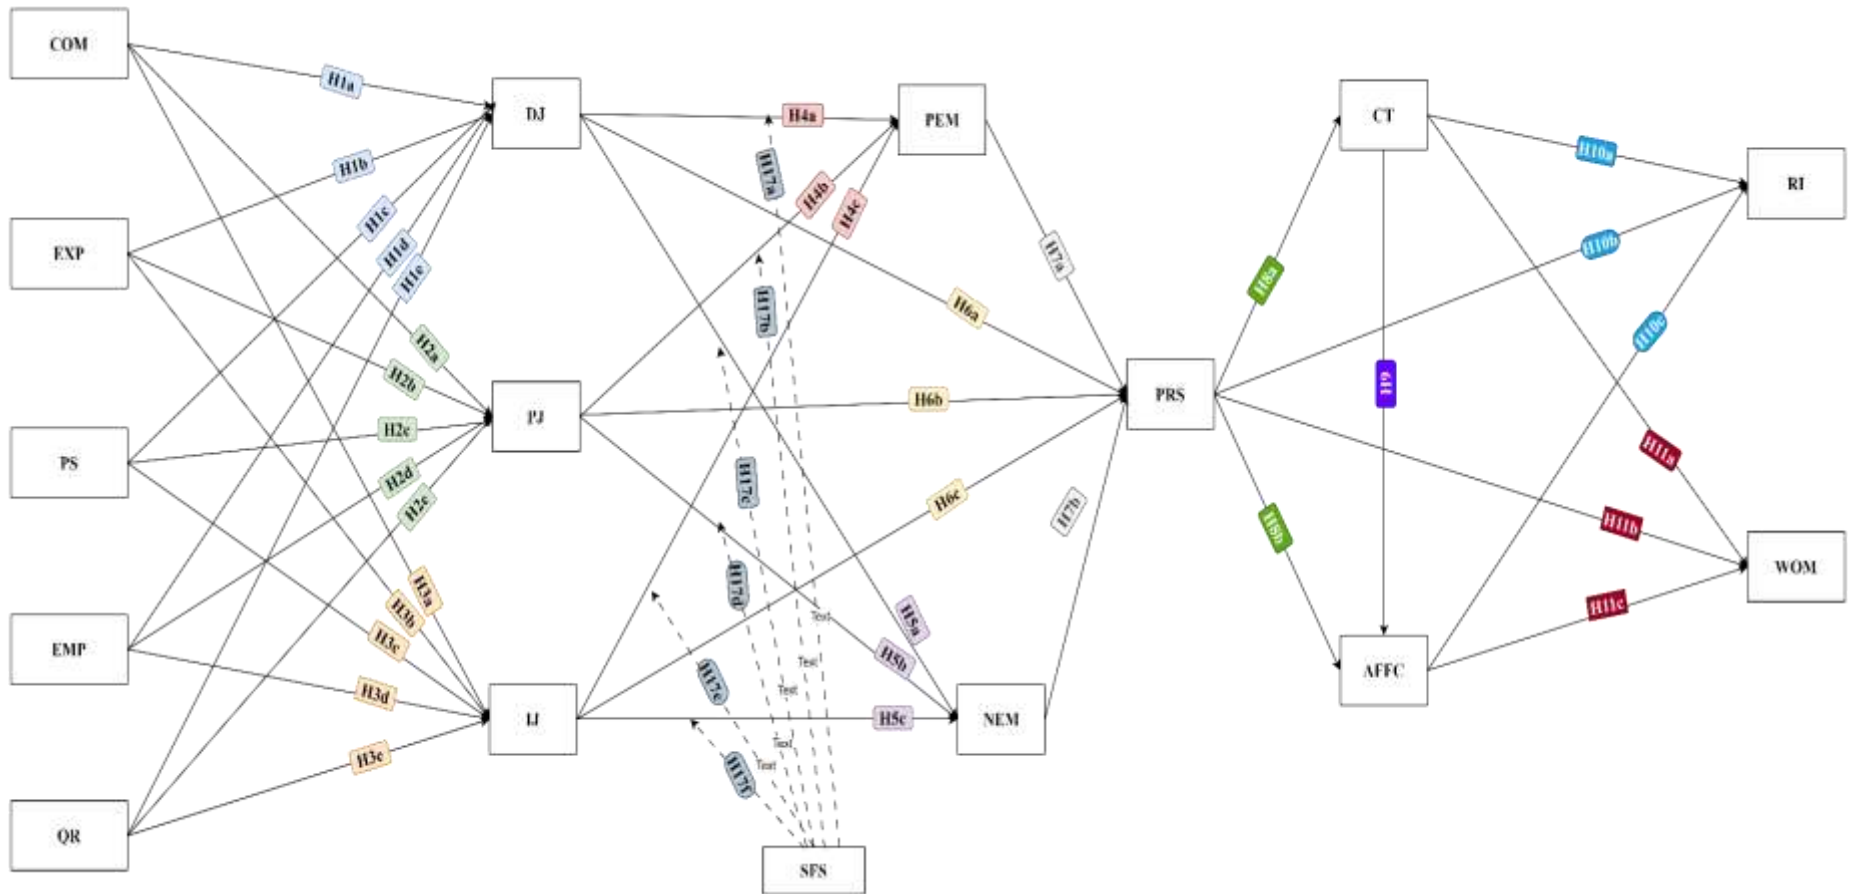 COM
EXP
PS
EMP
QR
H1a
H1b
H1c
H1d
H1e
H2a
H2b
H2c
H2d
H2e
H3a
H3b
H3c
H3d
H3e
DJ
PJ
IJ
H4a
H4b
H4c
H17a
H17b
H17c
H17d
H17e
H17f
Text
Text
Text
Text
Text
H6a
H6b
H6c
H5a
H5b
H5c
SFS
PEM
NEM
H7a
H7b
PRS
H8a
H8b
CT
H9
AFFC
H10a
H10b
H10c
H11a
H11b
H11c
RI
WOM